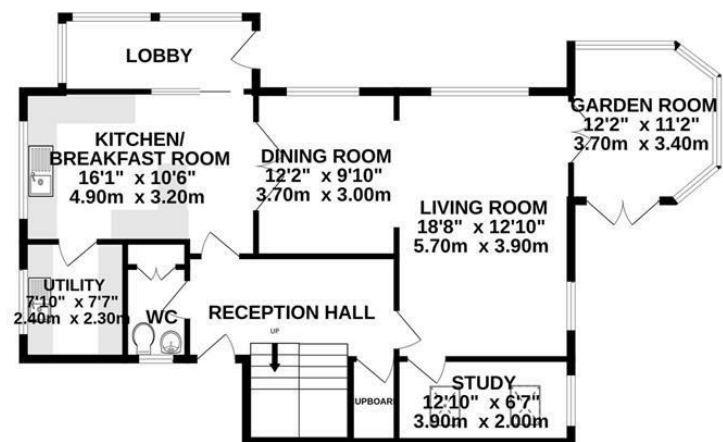 LOBBY
KITCHEN/
BREAKFAST ROOM
16'1" x 10'6"
4.90m x 3.20m
DINING ROOM
12'2" x 9'10"
3.70m x 3.00m
GARDEN ROOM
12'2" x 11'2"
3.70m x 3.40m
LIVING ROOM
18'8" x 12'10"
5.70m x 3.90m
UTILITY
7'10" x 7'7"
2.40m x 2.30m
WC
RECEPTION HALL
UP
UPBOAR
STUDY
12'10" x 6'7"
3.90m x 2.00m